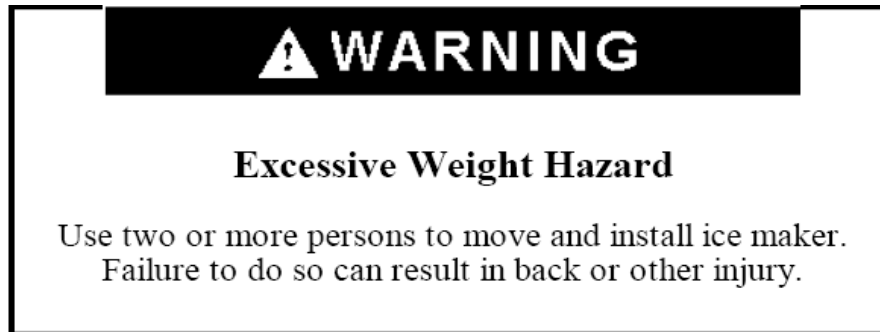 WARNING
Excessive Weight Hazard
Use two or more persons to move and install ice maker.
Failure to do so can result in back or other injury.